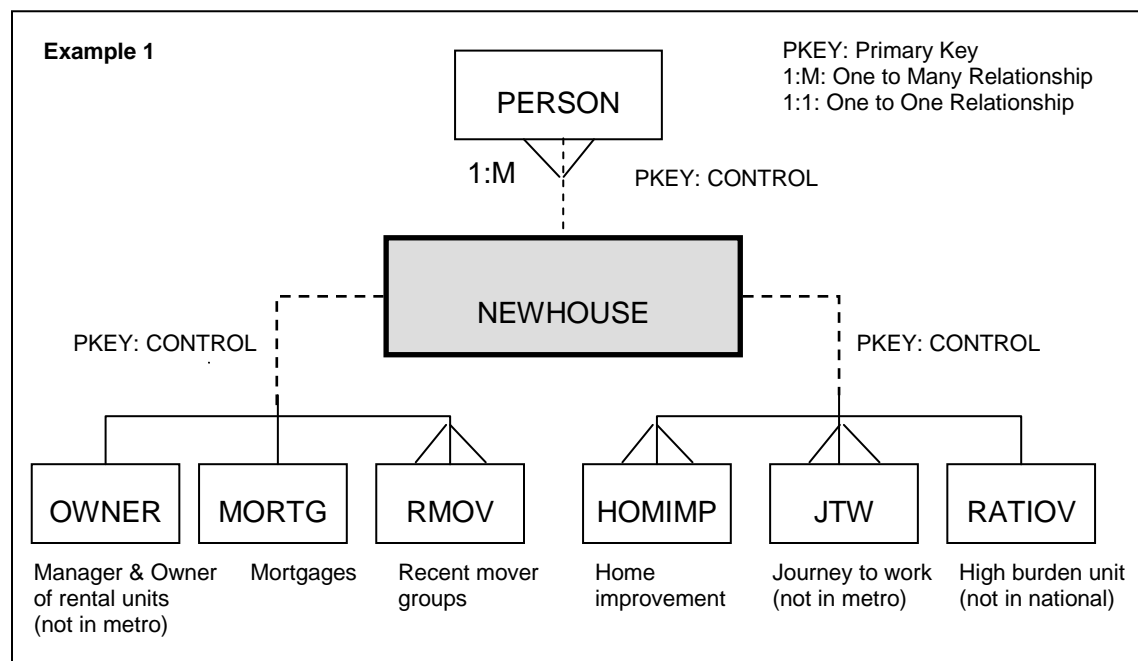 Example 1
PKEY: Primary Key
1:M: One to Many Relationship
1:1: One to One Relationship
PERSON
1:M
PKEY: CONTROL
NEWHOUSE
PKEY: CONTROL
PKEY: CONTROL
OWNER
MORTG
RMOV
HOMIMP
JTW
RATIOV
Manager & Owner
of rental units
(not in metro)
Mortgages
Recent mover
groups
Home
improvement
Journey to work
(not in metro)
High burden unit
(not in national)